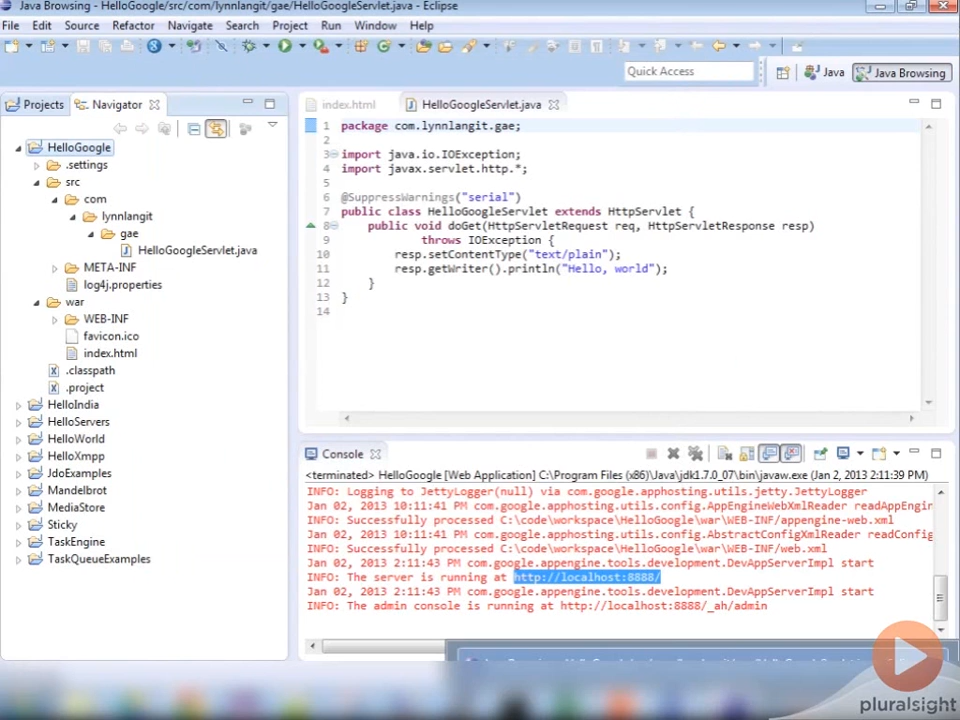 Java Browsing - HelloGoogle/src/com/lynnlangit/gae/HelloGoogleServlet.java - Eclipse
File Edit Source Refactor Navigate Search Project Run Window Help
Quick Access
Java
Java Browsing
Projects
Navigator
index.html
HelloGoogleServlet.java
HelloGoogle
.settings
src
com
lynnlangit
gae
HelloGoogleServlet.java
META-INF
log4j.properties
war
WEB-INF
favicon.ico
index.html
.classpath
.project
HelloIndia
HelloServers
HelloWorld
HelloXmpp
JdoExamples
Mandelbrot
MediaStore
Sticky
TaskEngine
TaskQueueExamples
1 package com.lynnlangit.gae;
2
3 import java.io.IOException;
4 import javax.servlet.http.*;
5
6 @SuppressWarnings("serial")
7 public class HelloGoogleServlet extends HttpServlet {
8 public void doGet(HttpServletRequest req, HttpServletResponse resp)
9 throws IOException {
10 resp.setContentType("text/plain");
11 resp.getWriter().println("Hello, world");
12 }
13 }
14
Console
<terminated> HelloGoogle [Web Application] C:\Program Files (x86)\Java\jdk1.7.0_07\bin\javaw.exe (Jan 2, 2013 2:11:39 PM)
INFO: Logging to JettyLogger(null) via com.google.apphosting.utils.jetty.JettyLogger
Jan 02, 2013 10:11:41 PM com.google.apphosting.utils.config.AppEngineWebXmlReader readAppEngin
INFO: Successfully processed C:\code\workspace\HelloGoogle\war\WEB-INF/appengine-web.xml
Jan 02, 2013 10:11:41 PM com.google.apphosting.utils.config.AbstractConfigXmlReader readConfig
INFO: Successfully processed C:\code\workspace\HelloGoogle\war\WEB-INF/web.xml
Jan 02, 2013 2:11:43 PM com.google.appengine.tools.development.DevAppServerImpl start
INFO: The server is running at http://localhost:8888/
Jan 02, 2013 2:11:43 PM com.google.appengine.tools.development.DevAppServerImpl start
INFO: The admin console is running at http://localhost:8888/_ah/admin
pluralsight